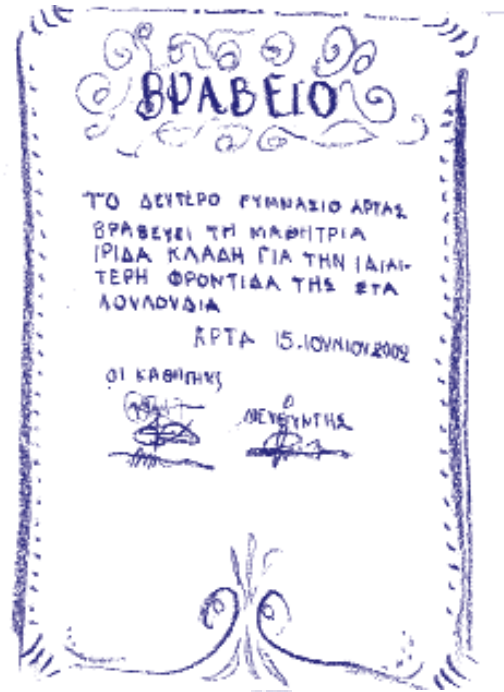 ΒΡΑΒΕΙΟ
ΤΟ ΔΕΥΤΕΡΟ ΓΥΜΝΑΣΙΟ ΑΡΤΑΣ
ΒΡΑΒΕΥΕΙ ΤΗ ΜΑΘΗΤΡΙΑ
ΙΡΙΔΑ ΚΛΑΔΗ ΓΙΑ ΤΗΝ ΙΔΙΑΙ-
ΤΕΡΗ ΦΡΟΝΤΙΔΑ ΤΗΣ ΣΤΑ
ΛΟΥΛΟΥΔΙΑ
ΑΡΤΑ 15. ΙΟΥΝΙΟΥ 2002
ΟΙ ΚΑΘΗΓΗΤΕΣ
Ο
ΔΙΕΥΘΥΝΤΗΣ